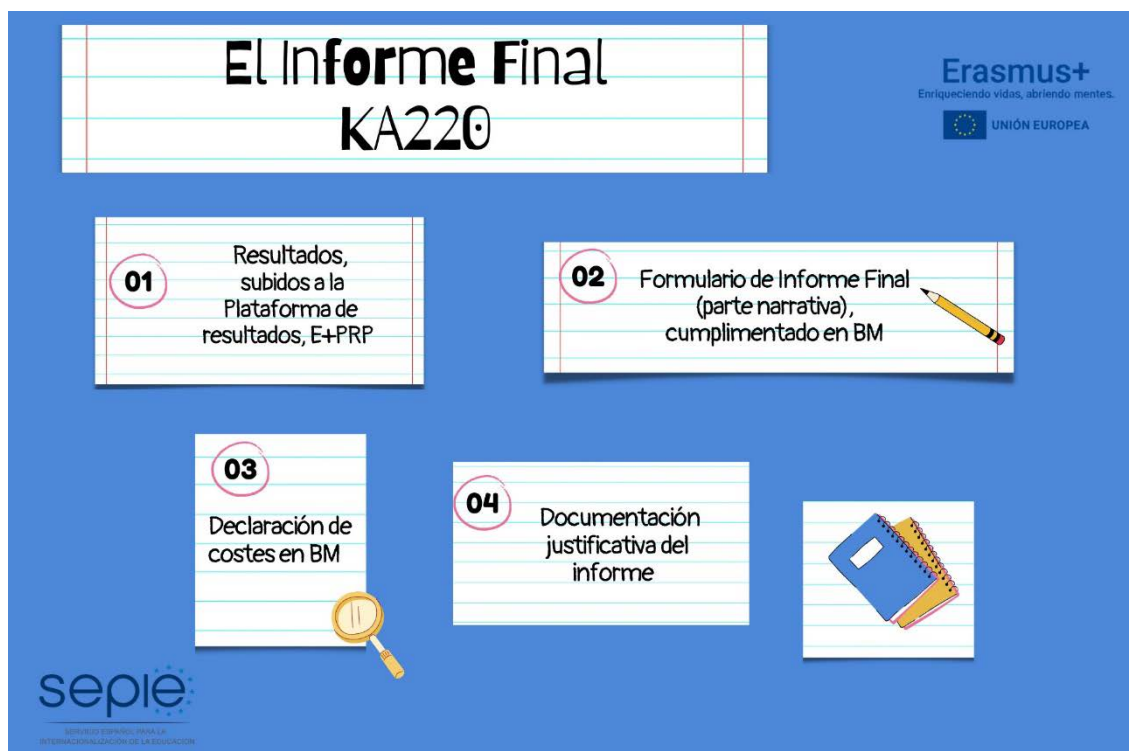 El Informe Final
KA220
Erasmus+
Enriqueciendo vidas, abriendo mentes.
UNIÓN EUROPEA
01
Resultados,
subidos a la
Plataforma de
resultados, E+PRP
02
Formulario de Informe Final
(parte narrativa),
cumplimentado en BM
03
Declaración de
costes en BM
04
Documentación
justificativa del
informe
sepie
SERVICIO ESPAÑOL PARA LA
INTERNACIONALIZACIÓN DE LA EDUCACIÓN